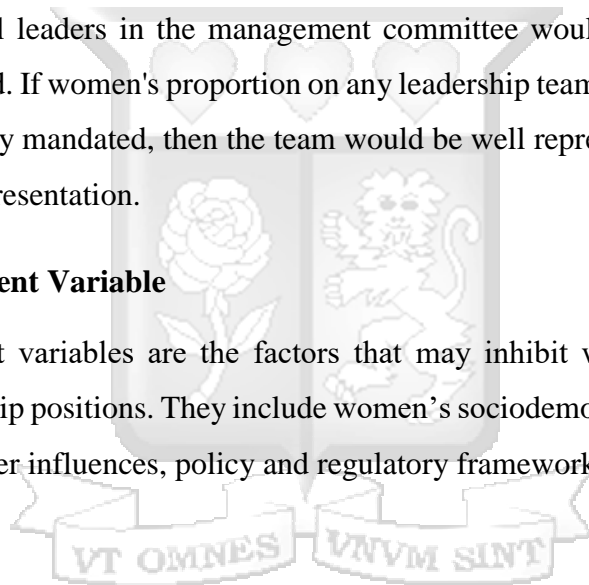 l leaders in the management committee woul
d. If women's proportion on any leadership team
y mandated, then the team would be well repre
resentation.
ent Variable
t variables are the factors that may inhibit w
ip positions. They include women’s sociodemo
er influences, policy and regulatory framework
VT OMNES VNVM SINT